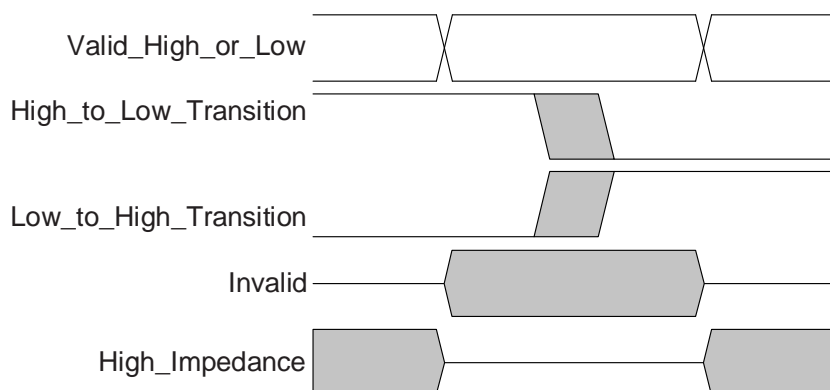 Valid_High_or_Low
High_to_Low_Transition
Low_to_High_Transition
Invalid
High_Impedance